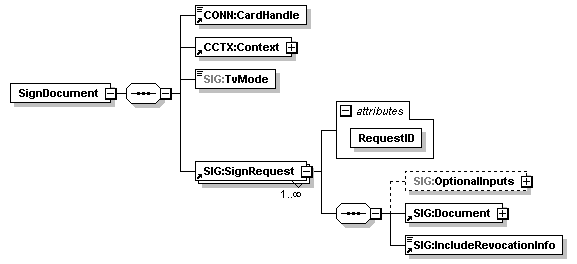 CONN:CardHandle
CCTX:Context
SIG:TvMode
SignDocument
attributes
RequestID
SIG:SignRequest
1..∞
SIG:OptionalInputs
SIG:Document
SIG:IncludeRevocationInfo